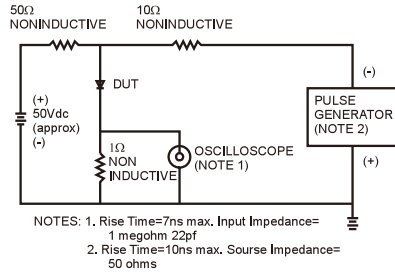 50Ω
NONINDUCTIVE
10Ω
NONINDUCTIVE
(+)
50Vdc
(approx)
(-)
DUT
1Ω
NON
INDUCTIVE
OSCILLOSCOPE
(NOTE 1)
(-)
PULSE
GENERATOR
(NOTE 2)
(+)
NOTES: 1. Rise Time=7ns max. Input Impedance=
1 megohm 22pf
2. Rise Time=10ns max. Sourse Impedance=
50 ohms